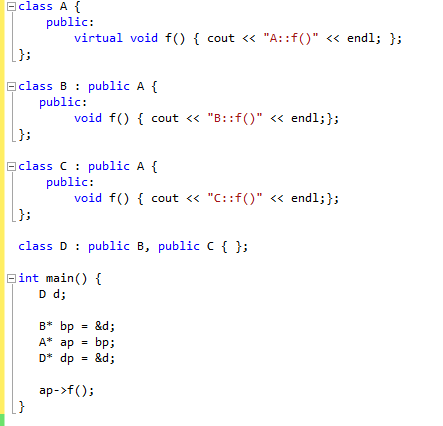 class A {
    public:
        virtual void f() { cout << "A::f()" << endl; };
};

class B : public A {
   public:
        void f() { cout << "B::f()" << endl;};
};

class C : public A {
    public:
        void f() { cout << "C::f()" << endl;};
};

class D : public B, public C { };

int main() {
   D d;

   B* bp = &d;
   A* ap = bp;
   D* dp = &d;

   ap->f();
}